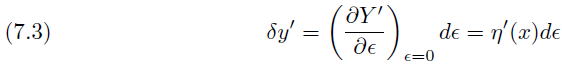 (7.3) δy′ = (∂Y′/∂ϵ)_{ϵ=0} dϵ = η′(x)dϵ